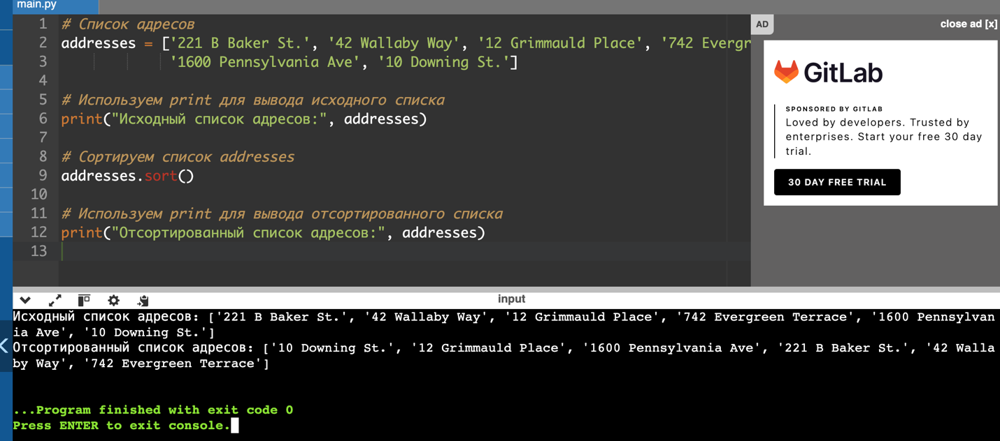 main.py
1 # Список адресов
2 addresses = ['221 B Baker St.', '42 Wallaby Way', '12 Grimmauld Place', '742 Evergr
3 '1600 Pennsylvania Ave', '10 Downing St.']
4
5 # Используем print для вывода исходного списка
6 print("Исходный список адресов:", addresses)
7
8 # Сортируем список addresses
9 addresses.sort()
10
11 # Используем print для вывода отсортированного списка
12 print("Отсортированный список адресов:", addresses)
13
AD
close ad [x]
GitLab
SPONSORED BY GITLAB
Loved by developers. Trusted by
enterprises. Start your free 30 day
trial.
30 DAY FREE TRIAL
input
Исходный список адресов: ['221 B Baker St.', '42 Wallaby Way', '12 Grimmauld Place', '742 Evergreen Terrace', '1600 Pennsylvan
ia Ave', '10 Downing St.']
Отсортированный список адресов: ['10 Downing St.', '12 Grimmauld Place', '1600 Pennsylvania Ave', '221 B Baker St.', '42 Walla
by Way', '742 Evergreen Terrace']
...Program finished with exit code 0
Press ENTER to exit console.